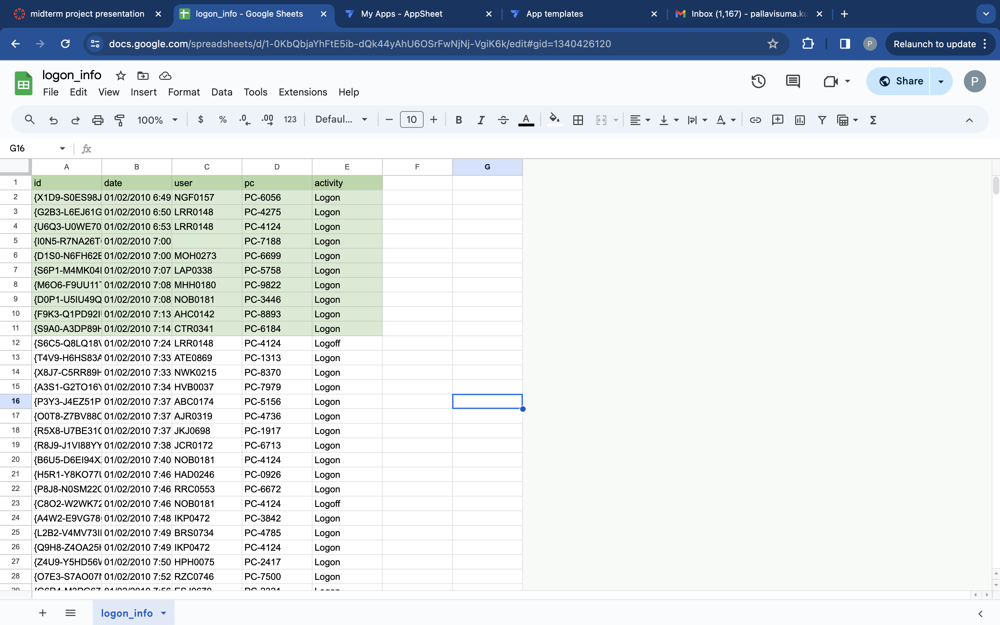 midterm project presentation
logon_info - Google Sheets
My Apps - AppSheet
App templates
Inbox (1,167) - pallavisuma.ku
docs.google.com/spreadsheets/d/1-0KbQbjaYhFtE5ib-dQk44yAhU6OSrFwNjNj-VgiK6k/edit#gid=1340426120
P
Relaunch to update
logon_info
File Edit View Insert Format Data Tools Extensions Help
Share
P
100% $ % .0 .00 123 Defaul... 10 B I A
G16 fx
A B C D E F G
1 id date user pc activity
2 {X1D9-S0ES98J 01/02/2010 6:49 NGF0157 PC-6056 Logon
3 {G2B3-L6EJ61G 01/02/2010 6:50 LRR0148 PC-4275 Logon
4 {U6Q3-U0WE70 01/02/2010 6:53 LRR0148 PC-4124 Logon
5 {I0N5-R7NA26T 01/02/2010 7:00 PC-7188 Logon
6 {D1S0-N6FH62 01/02/2010 7:00 MOH0273 PC-6699 Logon
7 {S6P1-M4MK04 01/02/2010 7:07 LAP0338 PC-5758 Logon
8 {M6O6-F9UU11 01/02/2010 7:08 MHH0180 PC-9822 Logon
9 {D0P1-U5IU49Q 01/02/2010 7:08 NOB0181 PC-3446 Logon
10 {F9K3-Q1PD92I 01/02/2010 7:13 AHC0142 PC-8893 Logon
11 {S9A0-A3DP89H 01/02/2010 7:14 CTR0341 PC-6184 Logon
12 {S6C5-Q8LQ18 01/02/2010 7:24 LRR0148 PC-4124 Logoff
13 {T4V9-H6HS83A 01/02/2010 7:33 ATE0869 PC-1313 Logon
14 {X8J7-C5RR89H 01/02/2010 7:33 NWK0215 PC-8370 Logon
15 {A3S1-G2TO16Y 01/02/2010 7:34 HVB0037 PC-7979 Logon
16 {P3Y3-J4EZ51P 01/02/2010 7:37 ABC0174 PC-5156 Logon
17 {O0T8-Z7BV88 01/02/2010 7:37 AJR0319 PC-4736 Logon
18 {R5X8-U7BE31 01/02/2010 7:37 JKJ0698 PC-1917 Logon
19 {R8J9-J1VI88YY 01/02/2010 7:38 JCR0172 PC-6713 Logon
20 {B6U5-D6EI94X 01/02/2010 7:40 NOB0181 PC-4124 Logon
21 {H5R1-Y8KO77 01/02/2010 7:46 HAD0246 PC-0926 Logon
22 {P8J8-N0SM22 01/02/2010 7:46 RRC0553 PC-6672 Logon
23 {C8O2-W2WK72 01/02/2010 7:46 NOB0181 PC-4124 Logoff
24 {A4W2-E9VG78 01/02/2010 7:48 IKP0472 PC-3842 Logon
25 {L2B2-V4MV73I 01/02/2010 7:49 BRS0734 PC-4785 Logon
26 {Q9H8-Z4OA25 01/02/2010 7:49 IKP0472 PC-4124 Logon
27 {Z4U9-Y5HD56 01/02/2010 7:50 HPH0075 PC-2417 Logon
28 {O7E3-S7AO07 01/02/2010 7:52 RZC0746 PC-7500 Logon
logon_info